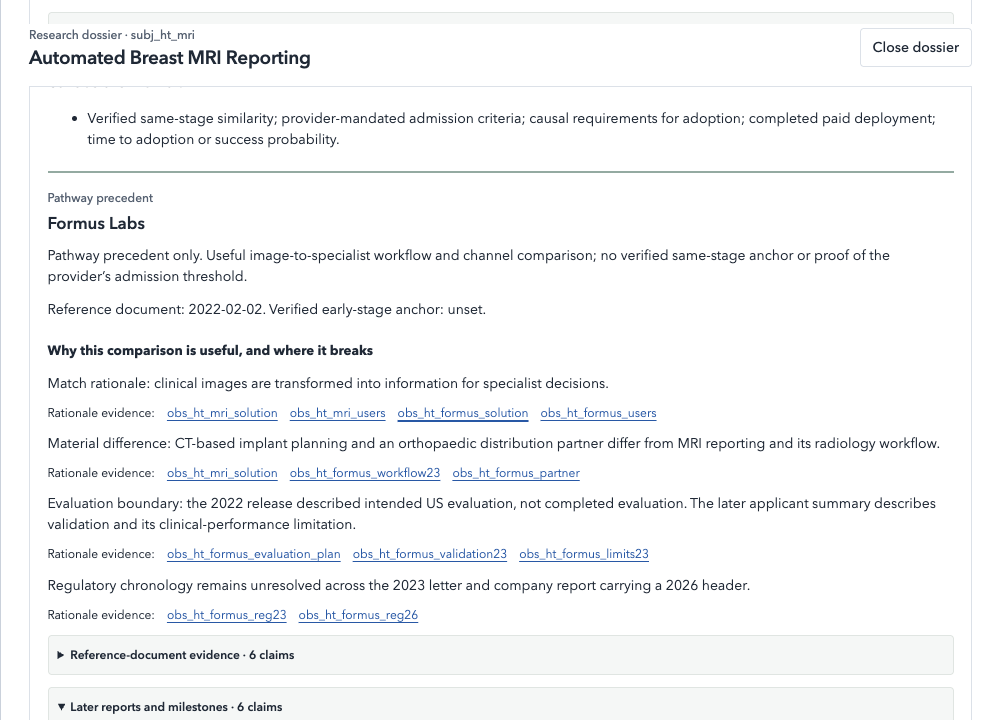 Research dossier · subj_ht_mri
Automated Breast MRI Reporting
Close dossier
• Verified same-stage similarity; provider-mandated admission criteria; causal requirements for adoption; completed paid deployment;
time to adoption or success probability.
Pathway precedent
Formus Labs
Pathway precedent only. Useful image-to-specialist workflow and channel comparison; no verified same-stage anchor or proof of the
provider’s admission threshold.
Reference document: 2022-02-02. Verified early-stage anchor: unset.
Why this comparison is useful, and where it breaks
Match rationale: clinical images are transformed into information for specialist decisions.
Rationale evidence: obs_ht_mri_solution obs_ht_mri_users obs_ht_formus_solution obs_ht_formus_users
Material difference: CT-based implant planning and an orthopaedic distribution partner differ from MRI reporting and its radiology workflow.
Rationale evidence: obs_ht_mri_solution obs_ht_formus_workflow23 obs_ht_formus_partner
Evaluation boundary: the 2022 release described intended US evaluation, not completed evaluation. The later applicant summary describes
validation and its clinical-performance limitation.
Rationale evidence: obs_ht_formus_evaluation_plan obs_ht_formus_validation23 obs_ht_formus_limits23
Regulatory chronology remains unresolved across the 2023 letter and company report carrying a 2026 header.
Rationale evidence: obs_ht_formus_reg23 obs_ht_formus_reg26
▶ Reference-document evidence · 6 claims
▼ Later reports and milestones · 6 claims